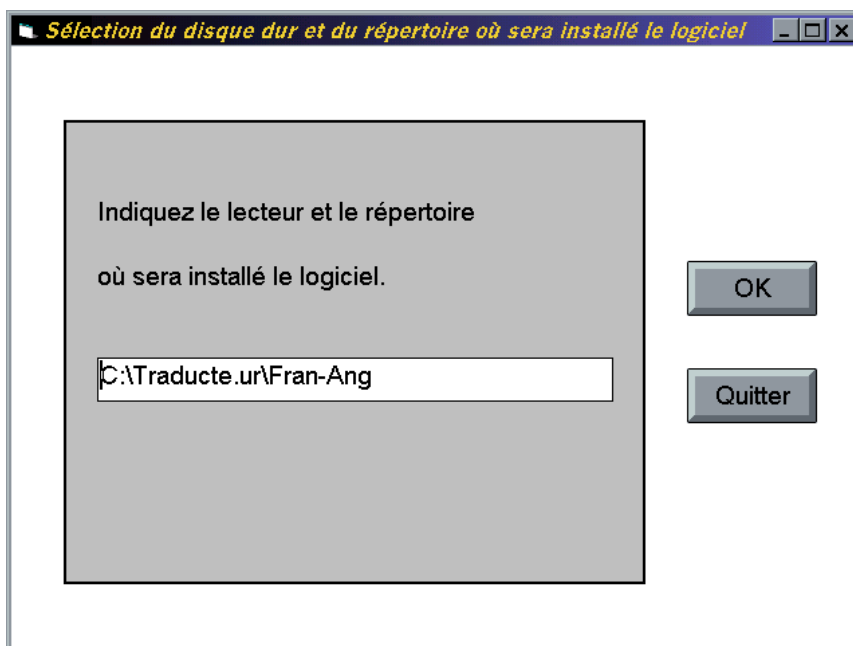 Sélection du disque dur et du répertoire où sera installé le logiciel
Indiquez le lecteur et le répertoire
où sera installé le logiciel.
C:\Traducte.ur\Fran-Ang
OK
Quitter